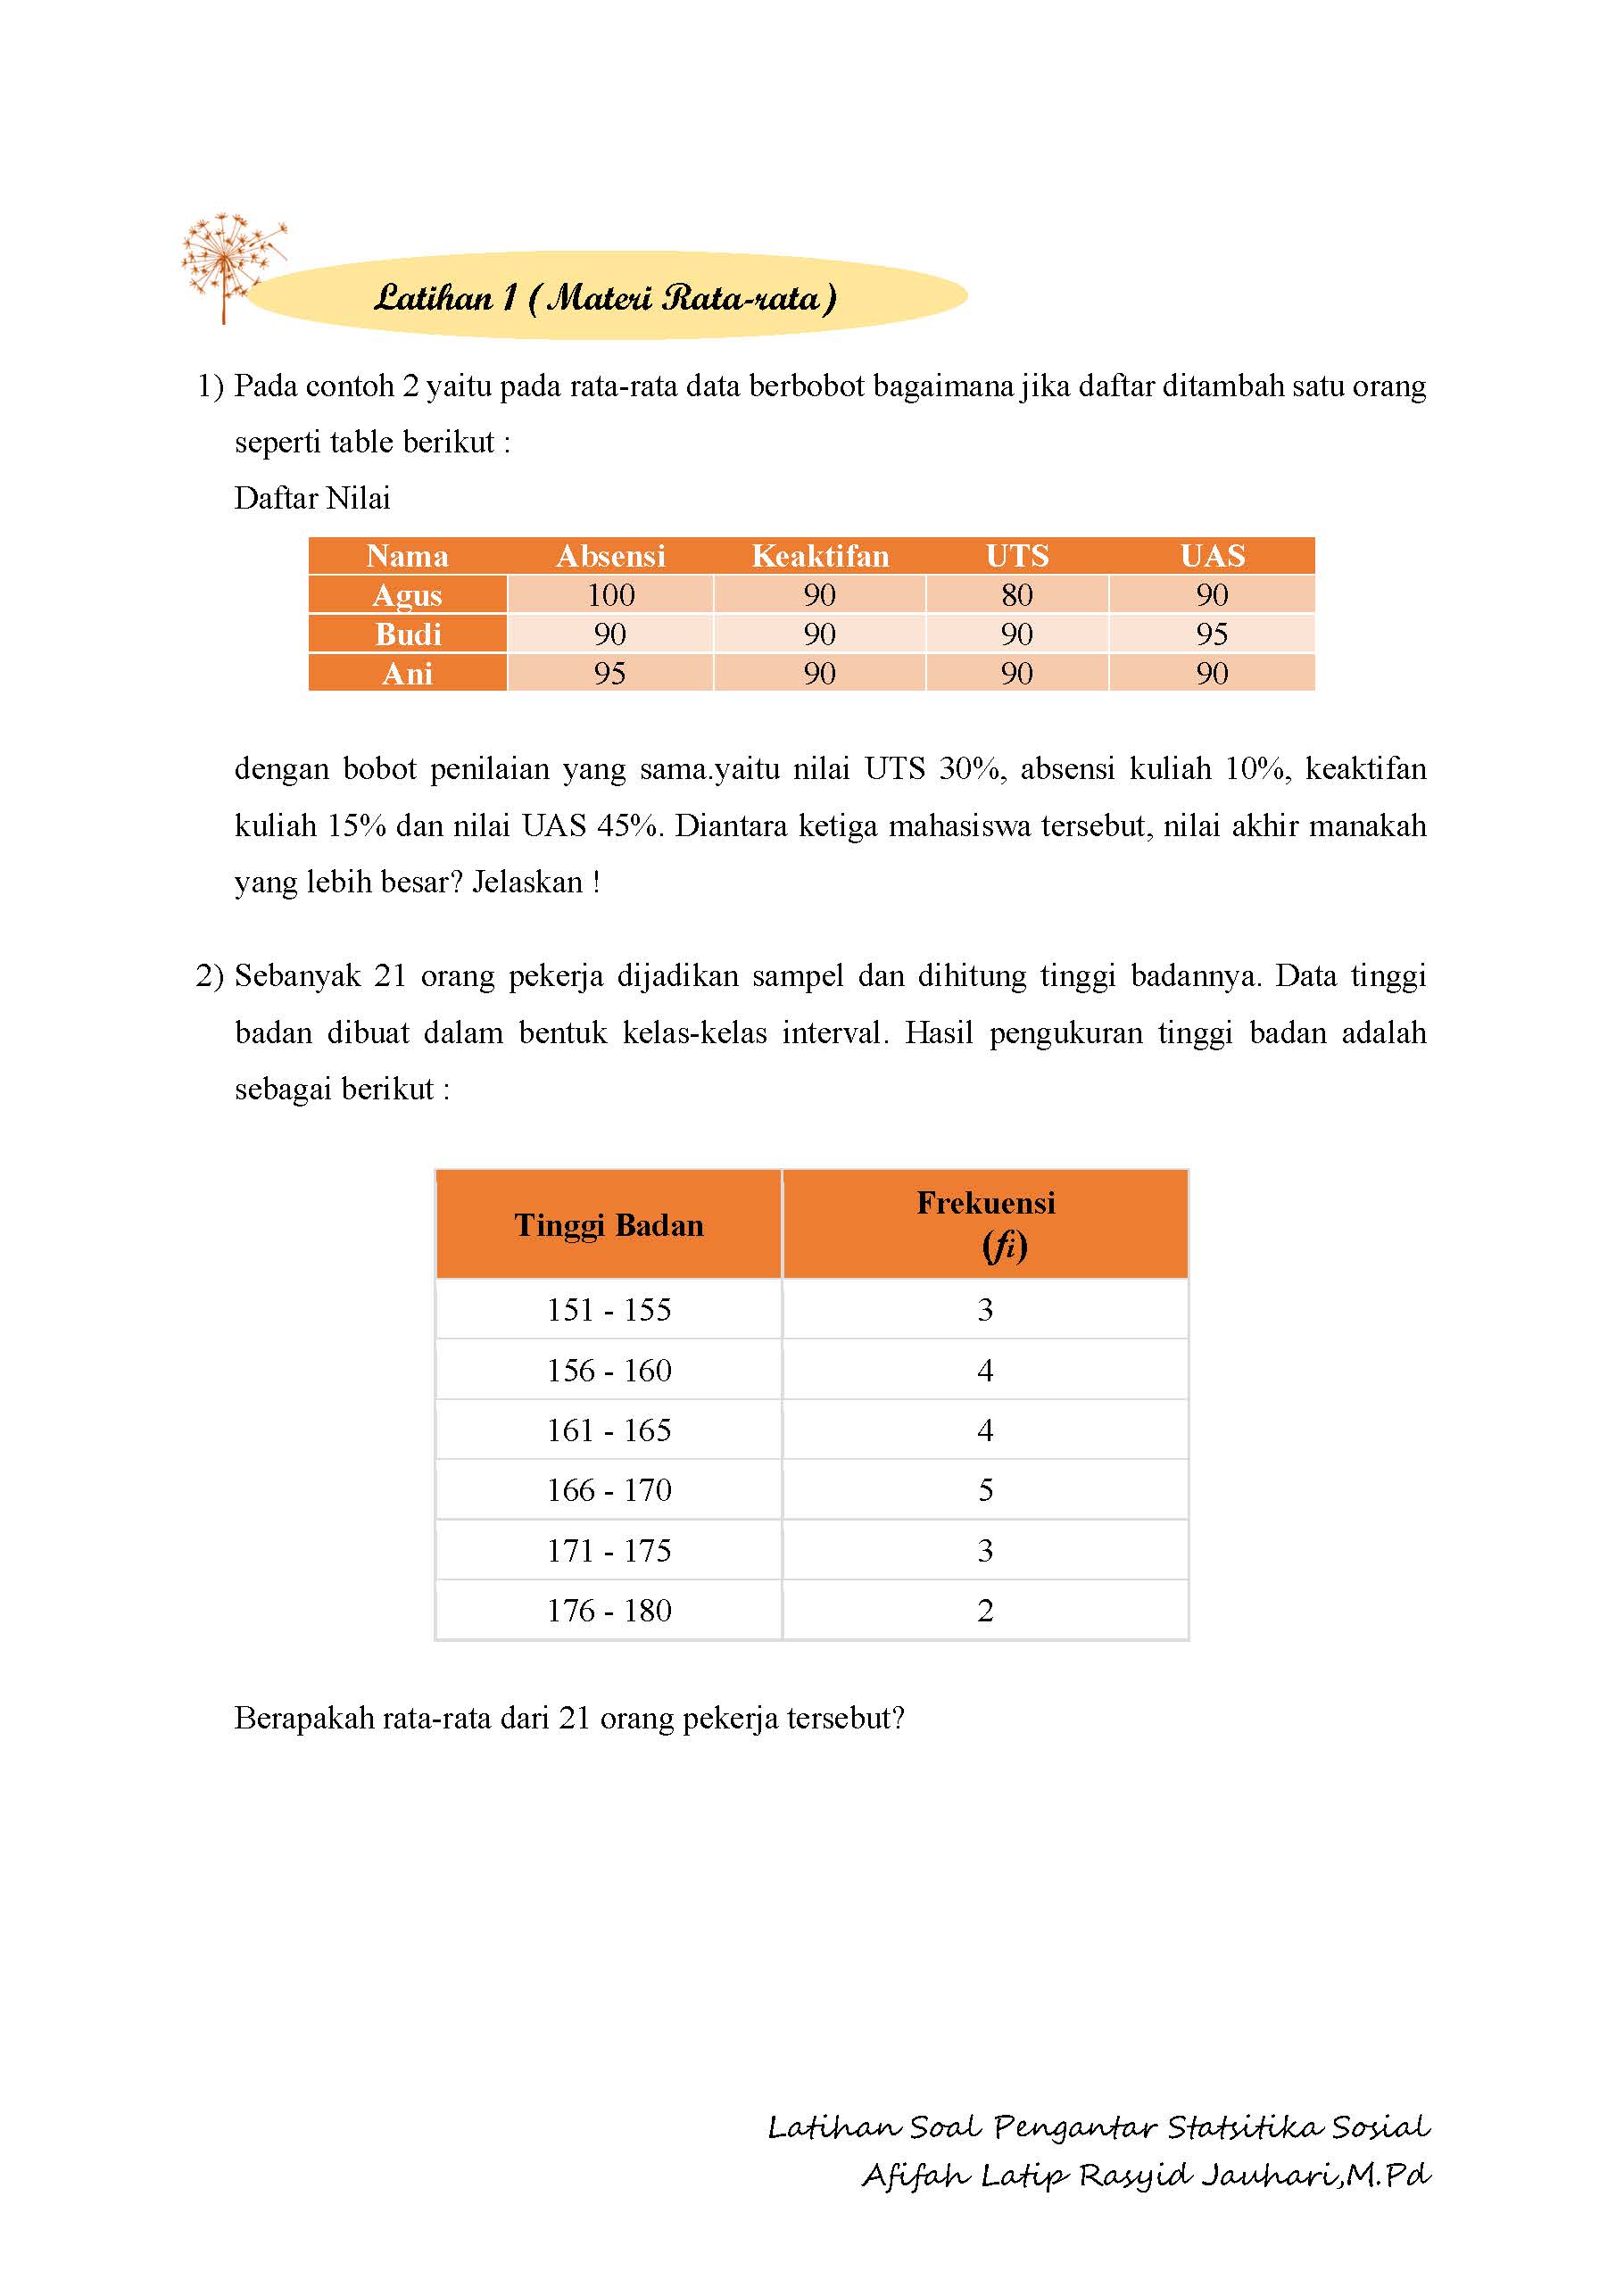 Latihan 1 ( Materi Rata-rata)
1) Pada contoh 2 yaitu pada rata-rata data berbobot bagaimana jika daftar ditambah satu orang
seperti table berikut :
Daftar Nilai
Nama Absensi Keaktifan UTS UAS
Agus 100 90 80 90
Budi 90 90 90 95
Ani 95 90 90 90
dengan bobot penilaian yang sama.yaitu nilai UTS 30%, absensi kuliah 10%, keaktifan
kuliah 15% dan nilai UAS 45%. Diantara ketiga mahasiswa tersebut, nilai akhir manakah
yang lebih besar? Jelaskan !
2) Sebanyak 21 orang pekerja dijadikan sampel dan dihitung tinggi badannya. Data tinggi
badan dibuat dalam bentuk kelas-kelas interval. Hasil pengukuran tinggi badan adalah
sebagai berikut :
Tinggi Badan Frekuensi
(fi)
151 - 155 3
156 - 160 4
161 - 165 4
166 - 170 5
171 - 175 3
176 - 180 2
Berapakah rata-rata dari 21 orang pekerja tersebut?
Latihan Soal Pengantar Statsitika Sosial
Afifah Latip Rasyid Jauhari,M.Pd